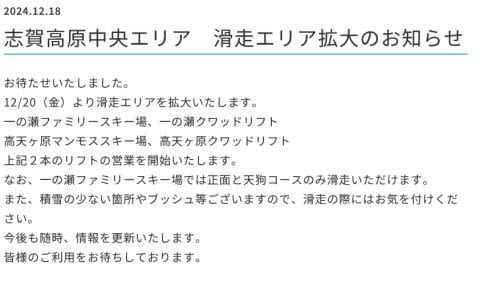 2024.12.18
志賀高原中央エリア　滑走エリア拡大のお知らせ
お待たせいたしました。
12/20（金）より滑走エリアを拡大いたします。
一の瀬ファミリースキー場、一の瀬クワッドリフト
高天ヶ原マンモススキー場、高天ヶ原クワッドリフト
上記２本のリフトの営業を開始いたします。
なお、一の瀬ファミリースキー場では正面と天狗コースのみ滑走いただけます。
また、積雪の少ない箇所やブッシュ等ございますので、滑走の際にはお気を付けくだ
さい。
今後も随時、情報を更新いたします。
皆様のご利用をお待ちしております。